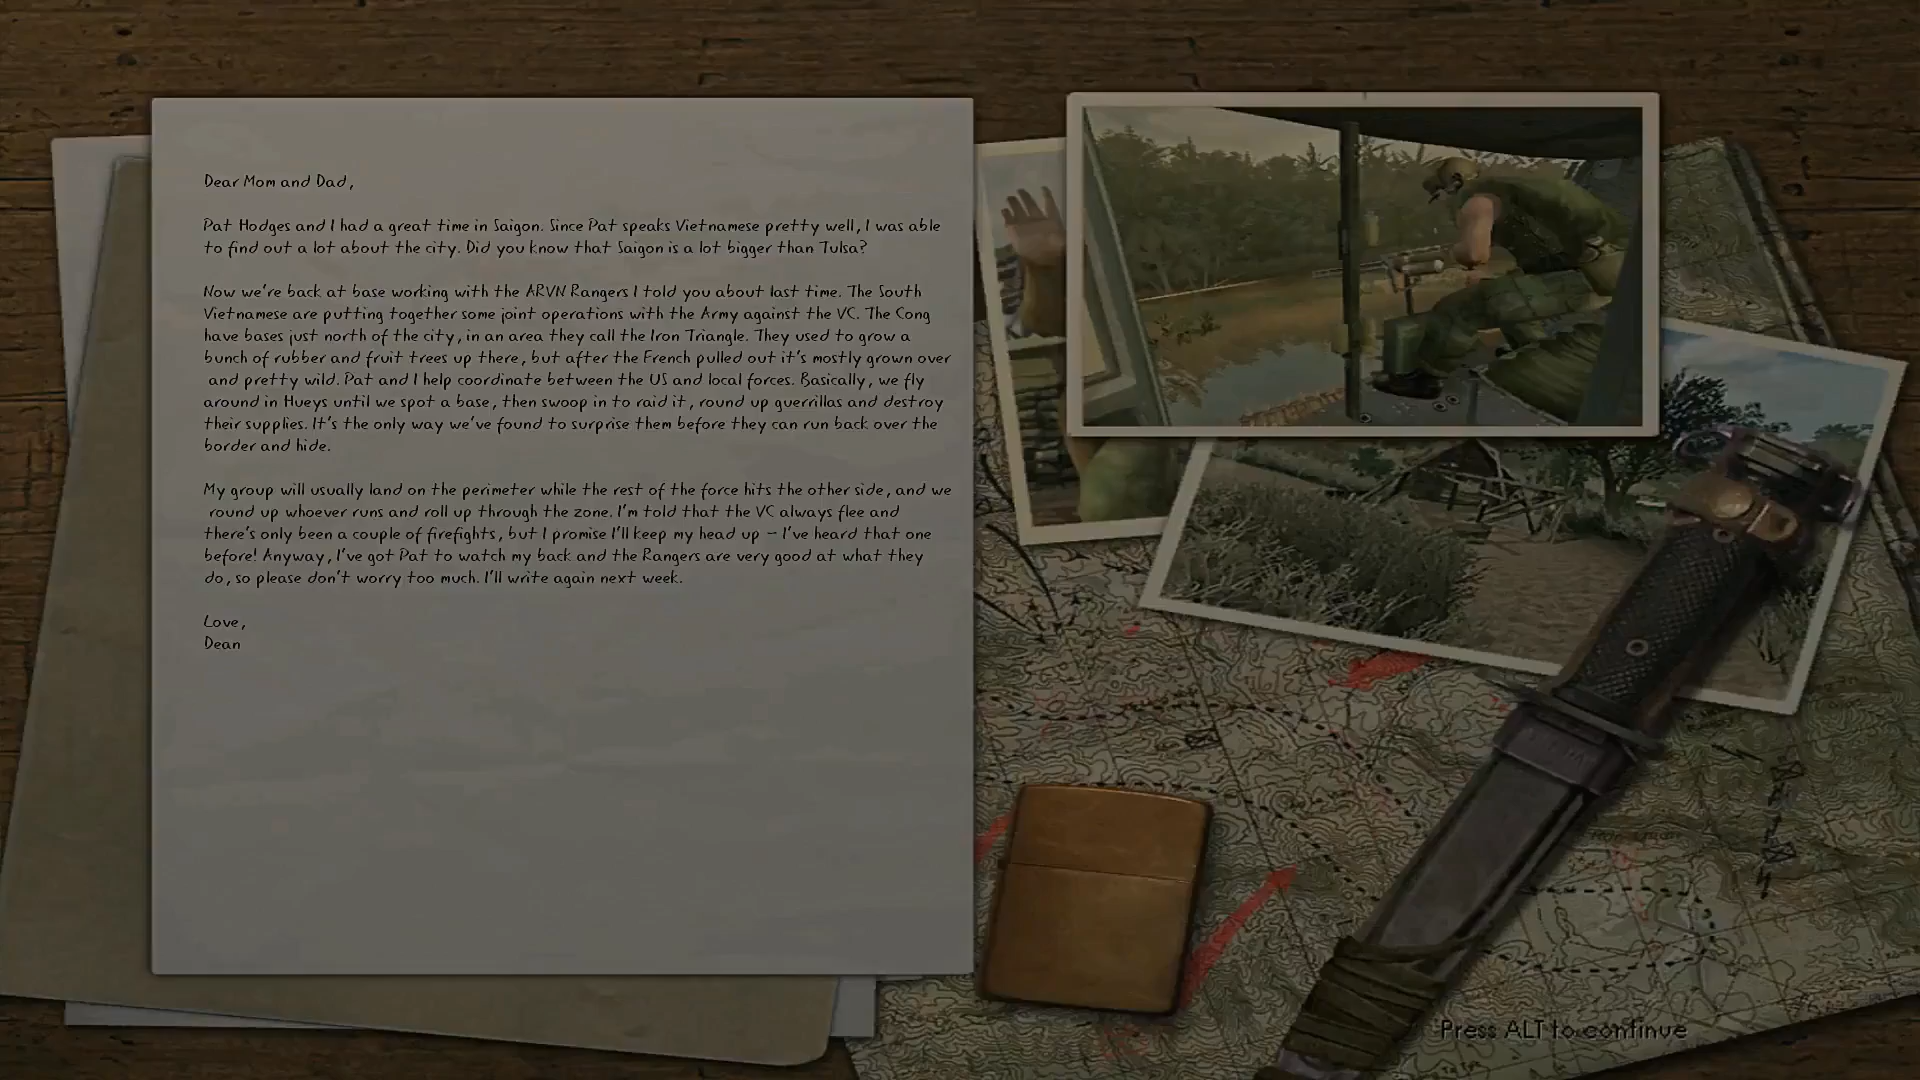 Dear Mom and Dad,
Pat Hodges and I had a great time in Saigon. Since Pat speaks Vietnamese pretty well, I was able
to find out a lot about the city. Did you know that Saigon is a lot bigger than Tulsa?
Now we're back at base working with the ARVN Rangers I told you about last time. The South
Vietnamese are putting together some joint operations with the Army against the VC. The Cong
have bases just north of the city, in an area they call the Iron Triangle. They used to grow a
bunch of rubber and fruit trees up there, but after the French pulled out it's mostly grown over
and pretty wild. Pat and I help coordinate between the US and local forces. Basically, we fly
around in Hueys until we spot a base, then swoop in to raid it, round up guerrillas and destroy
their supplies. It's the only way we've found to surprise them before they can run back over the
border and hide.
My group will usually land on the perimeter while the rest of the force hits the other side, and we
round up whoever runs and roll up through the zone. I'm told that the VC always flee and
there's only been a couple of firefights, but I promise I'll keep my head up - I've heard that one
before! Anyway, I've got Pat to watch my back and the Rangers are very good at what they
do, so please don't worry too much. I'll write again next week.
Love,
Dean
Press ALT to continue